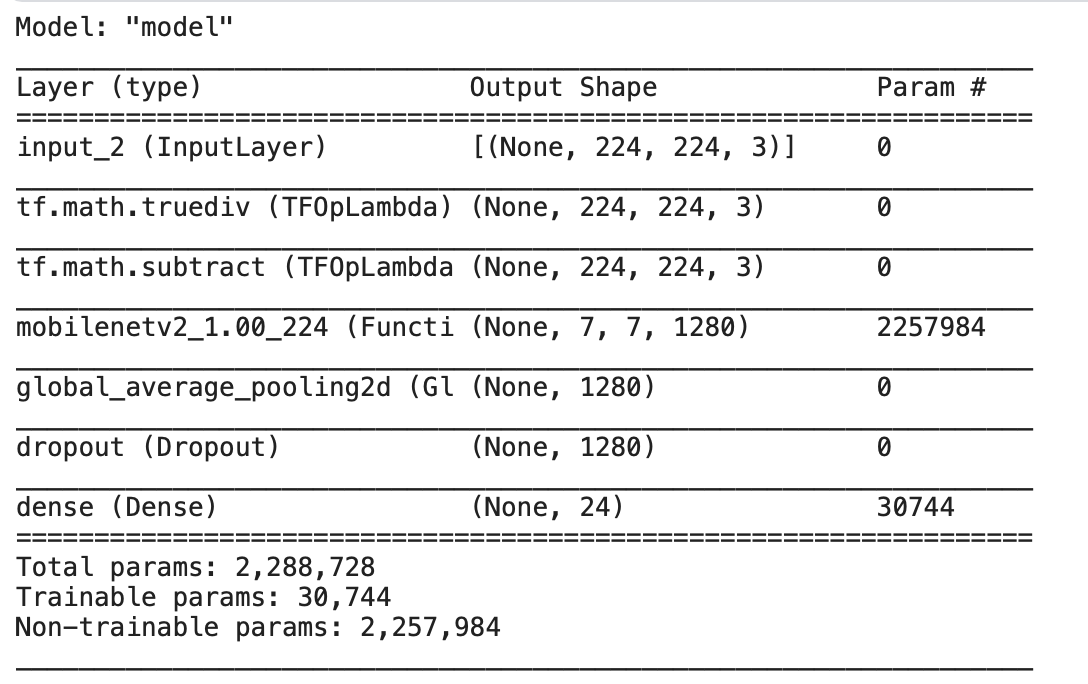 Model: "model"
Layer (type) Output Shape Param #
input_2 (InputLayer) [(None, 224, 224, 3)] 0
tf.math.truediv (TFOpLambda) (None, 224, 224, 3) 0
tf.math.subtract (TFOpLambda (None, 224, 224, 3) 0
mobilenetv2_1.00_224 (Functi (None, 7, 7, 1280) 2257984
global_average_pooling2d (Gl (None, 1280) 0
dropout (Dropout) (None, 1280) 0
dense (Dense) (None, 24) 30744
Total params: 2,288,728
Trainable params: 30,744
Non-trainable params: 2,257,984